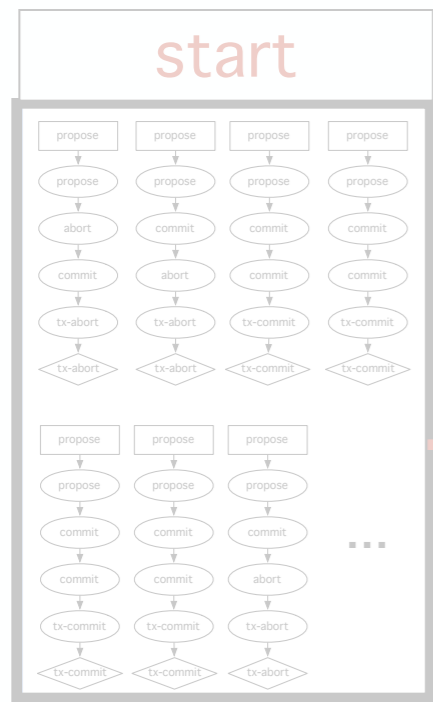 start
propose propose propose propose
propose propose propose propose
abort commit commit commit
commit abort commit commit
tx-abort tx-abort tx-commit tx-commit
tx-abort tx-abort tx-commit tx-commit
propose propose propose
propose propose propose
commit commit commit
commit commit abort
tx-commit tx-commit tx-abort
tx-commit tx-commit tx-abort
...